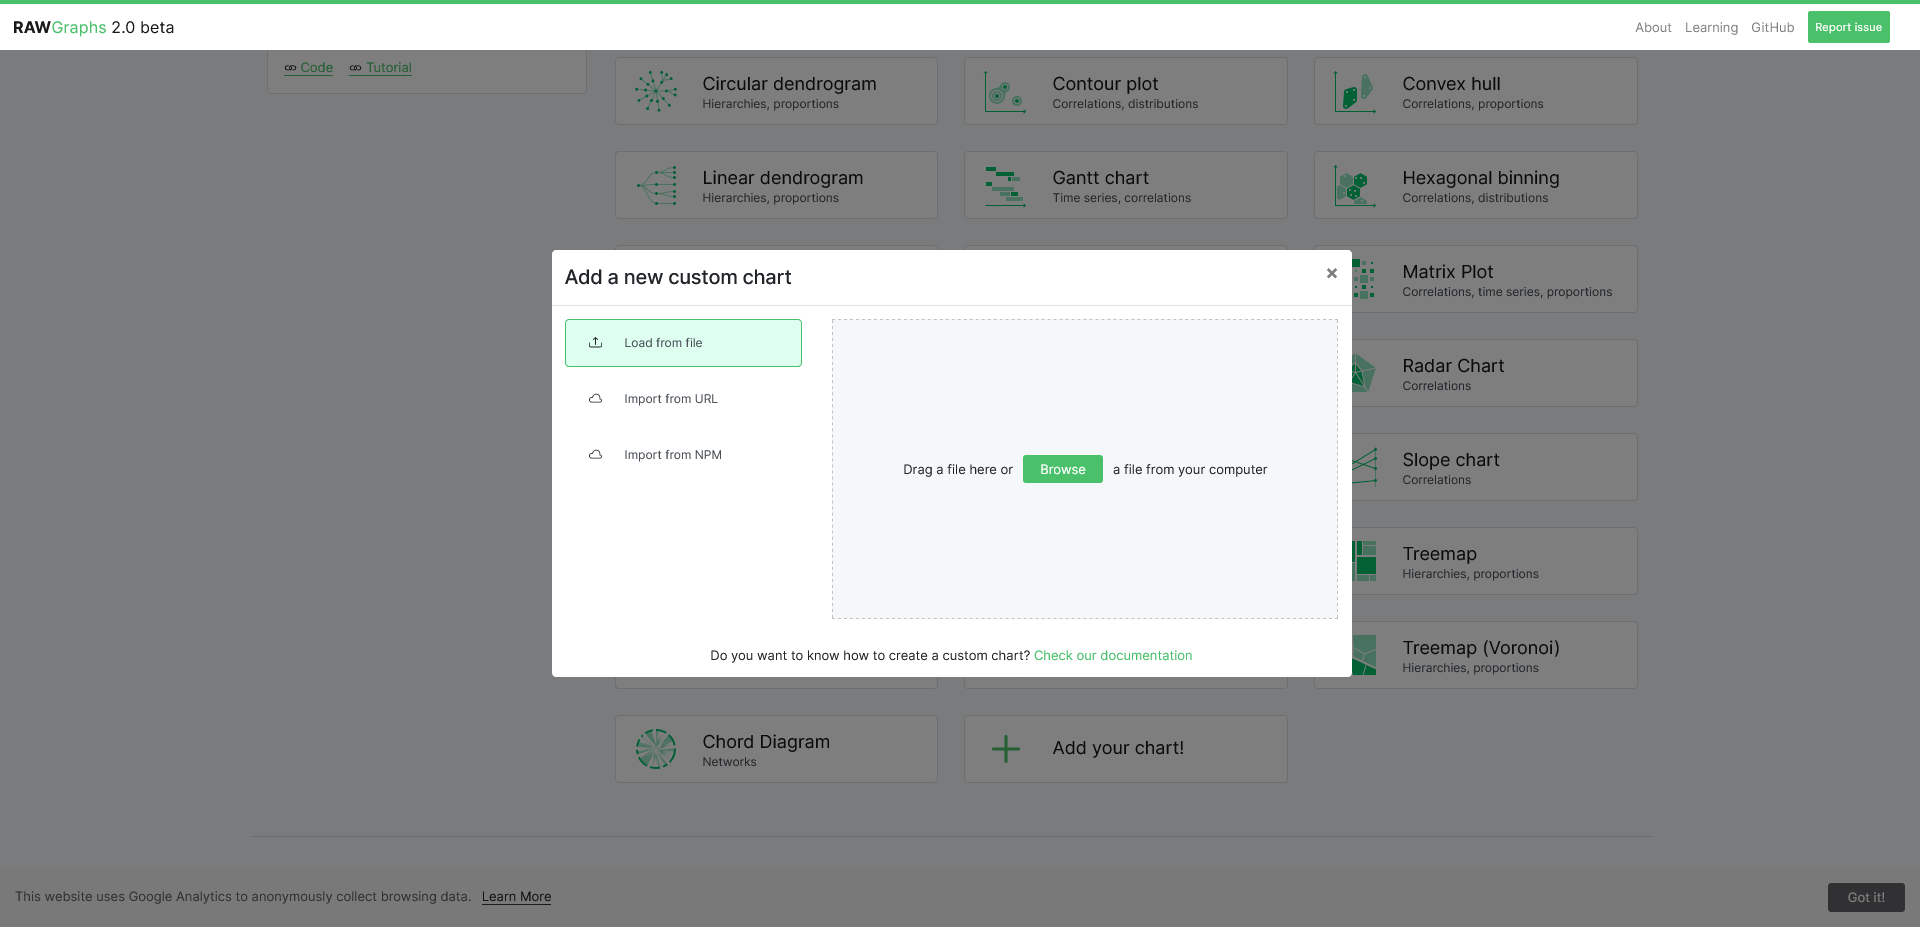 RAWGraphs 2.0 beta
About
Learning
GitHub
Report issue
Code
Tutorial
Circular dendrogram
Hierarchies, proportions
Contour plot
Correlations, distributions
Convex hull
Correlations, proportions
Linear dendrogram
Hierarchies, proportions
Gantt chart
Time series, correlations
Hexagonal binning
Correlations, distributions
Matrix Plot
Correlations, time series, proportions
Radar Chart
Correlations
Slope chart
Correlations
Treemap
Hierarchies, proportions
Treemap (Voronoi)
Hierarchies, proportions
Chord Diagram
Networks
Add your chart!
Add a new custom chart
×
Load from file
Import from URL
Import from NPM
Drag a file here or Browse a file from your computer
Do you want to know how to create a custom chart? Check our documentation
This website uses Google Analytics to anonymously collect browsing data. Learn More
Got it!